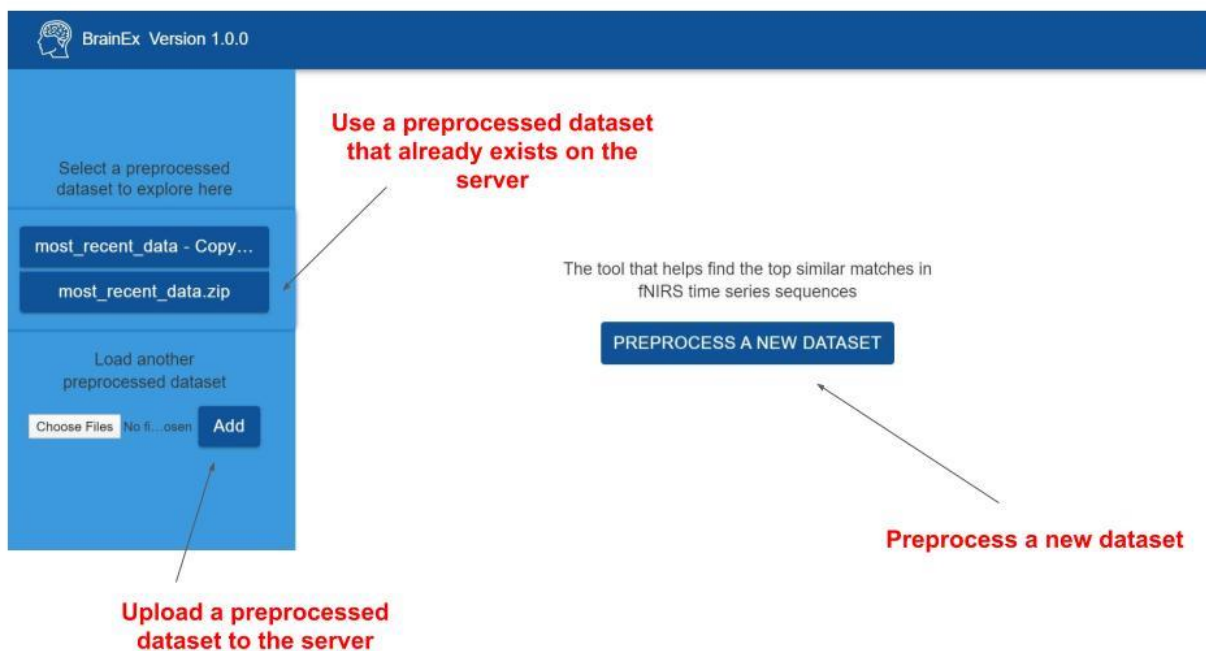 BrainEx Version 1.0.0
Use a preprocessed dataset
that already exists on the
server
Select a preprocessed
dataset to explore here
most_recent_data - Copy...
most_recent_data.zip
The tool that helps find the top similar matches in
fNIRS time series sequences
PREPROCESS A NEW DATASET
Load another
preprocessed dataset
Choose Files No fi...osen Add
Preprocess a new dataset
Upload a preprocessed
dataset to the server